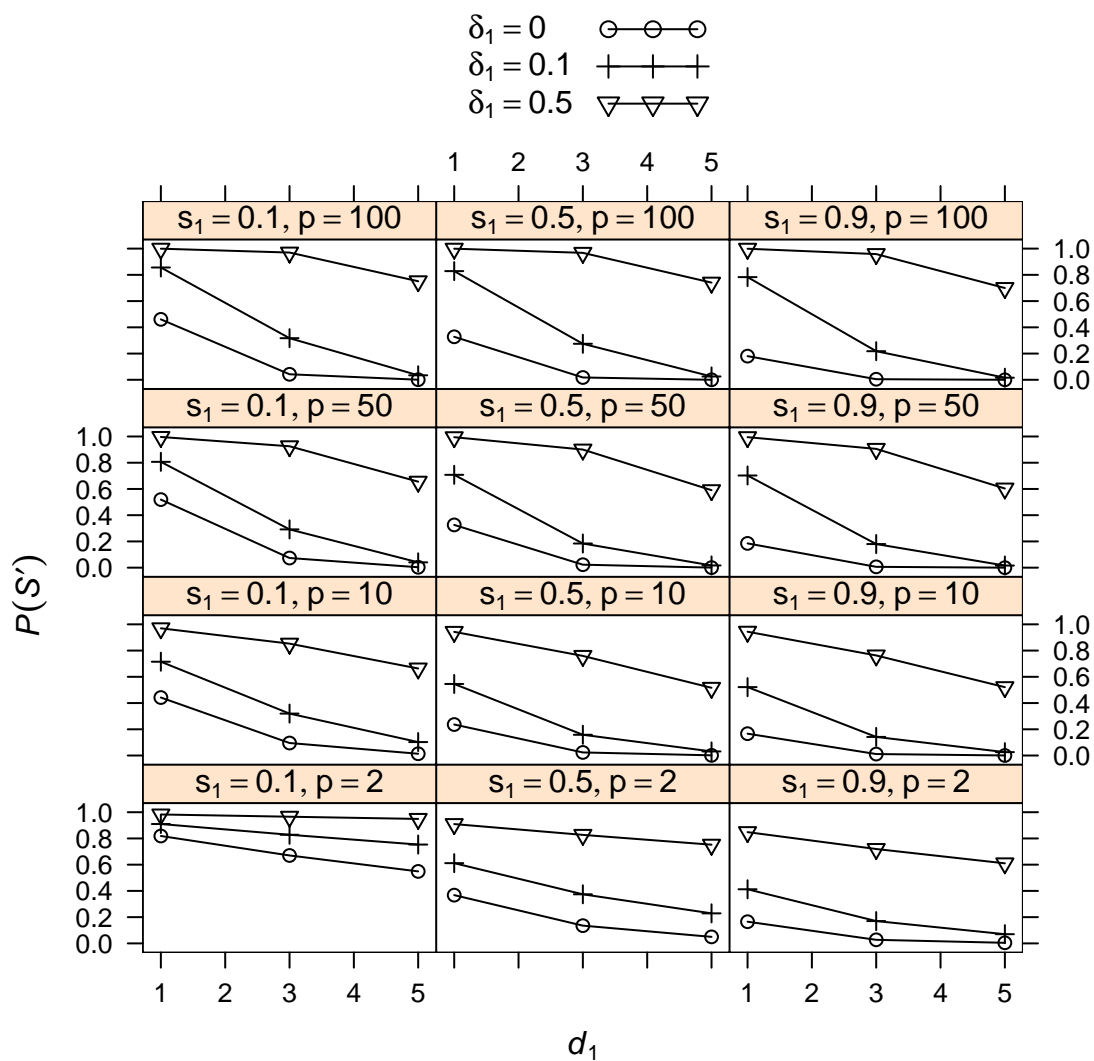 δ₁ = 0
δ₁ = 0.1
δ₁ = 0.5
1 2 3 4 5
s₁ = 0.1, p = 100 s₁ = 0.5, p = 100 s₁ = 0.9, p = 100
1.0
0.8
0.6
0.4
0.2
0.0
s₁ = 0.1, p = 50 s₁ = 0.5, p = 50 s₁ = 0.9, p = 50
1.0
0.8
0.6
0.4
0.2
0.0
P(S′)
s₁ = 0.1, p = 10 s₁ = 0.5, p = 10 s₁ = 0.9, p = 10
1.0
0.8
0.6
0.4
0.2
0.0
s₁ = 0.1, p = 2 s₁ = 0.5, p = 2 s₁ = 0.9, p = 2
1.0
0.8
0.6
0.4
0.2
0.0
1 2 3 4 5 1 2 3 4 5
d₁